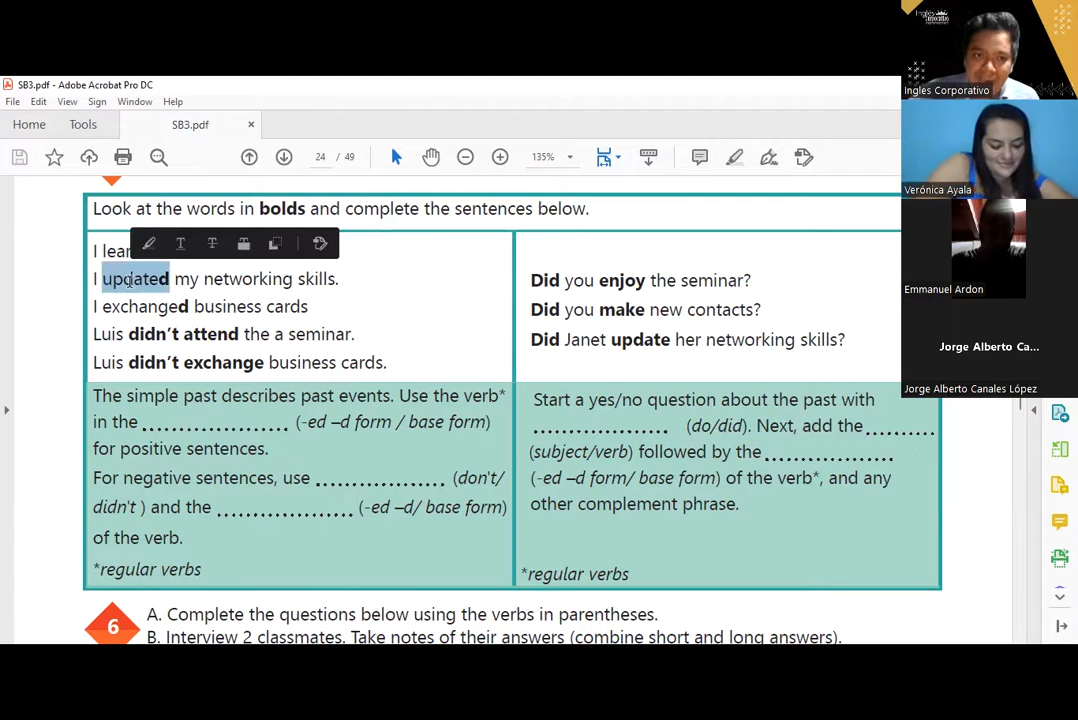 Inglés
Corporativo
Ingles Corporativo
SB3.pdf - Adobe Acrobat Pro DC
File Edit View Sign Window Help
Home Tools SB3.pdf ×
24 / 49 135%
Verónica Ayala
Look at the words in bolds and complete the sentences below.
I lear
I updated my networking skills.
I exchanged business cards
Luis didn't attend the a seminar.
Luis didn't exchange business cards.
Did you enjoy the seminar?
Did you make new contacts?
Did Janet update her networking skills?
Emmanuel Ardon
Jorge Alberto Ca...
Jorge Alberto Canales López
The simple past describes past events. Use the verb*
in the .................... (-ed –d form / base form)
for positive sentences.
For negative sentences, use .................. (don't/
didn't ) and the ................... (-ed –d/ base form)
of the verb.
*regular verbs
Start a yes/no question about the past with
................... (do/did). Next, add the ..........
(subject/verb) followed by the ..................
(-ed –d form/ base form) of the verb*, and any
other complement phrase.
*regular verbs
6
A. Complete the questions below using the verbs in parentheses.
B. Interview 2 classmates. Take notes of their answers (combine short and long answers).